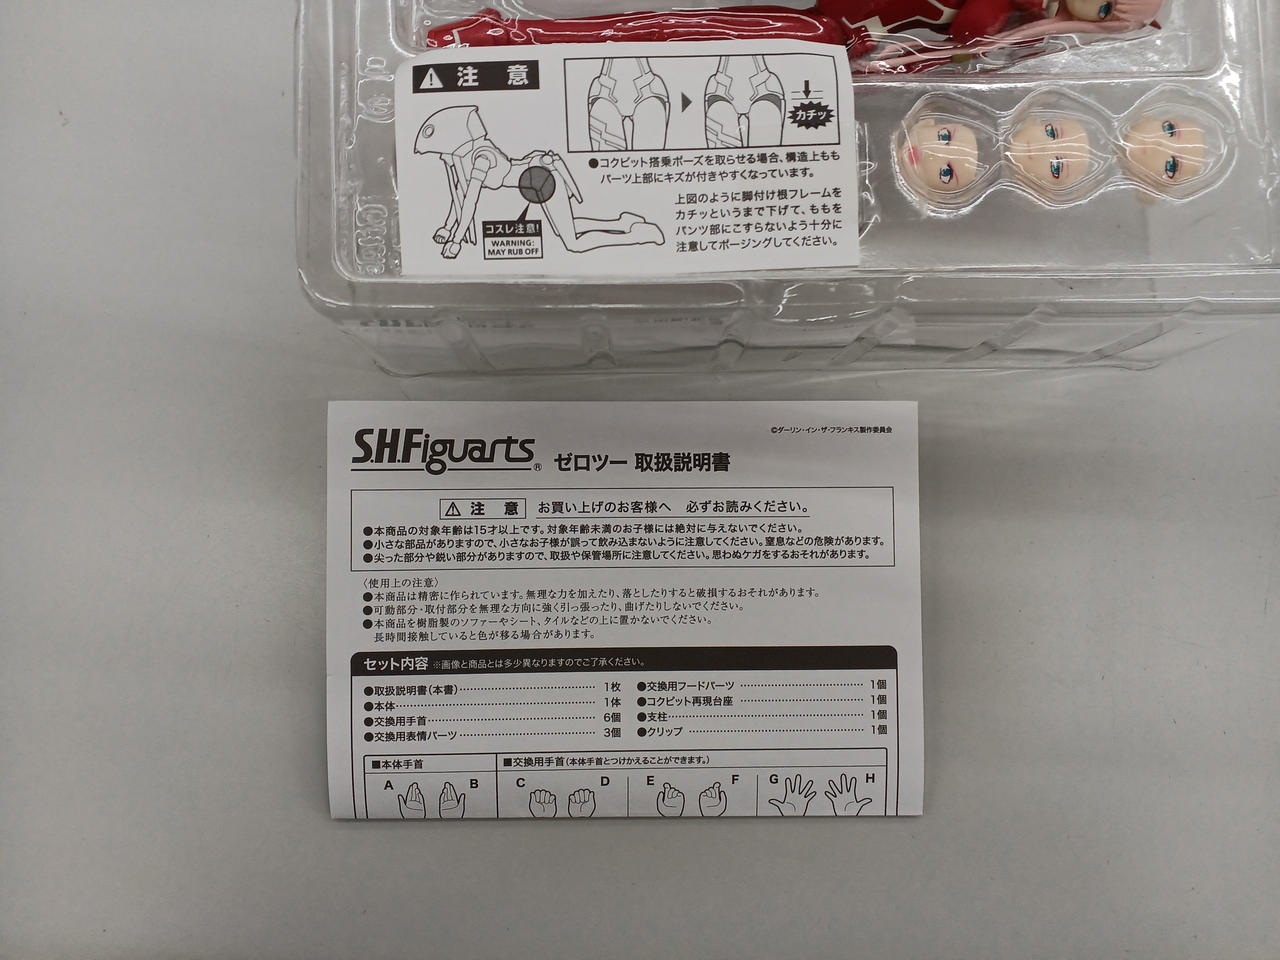 注意
カチッ
●コクピット搭乗ポーズを取らせる場合、構造上もも
パーツ上部にキズが付きやすくなっています。
上図のように脚付け根フレームを
カチッというまで下げて、ももを
パンツ部にこすらないよう十分に
注意してポージングしてください。
コスレ注意!
WARNING:
MAY RUB OFF
©ダーリン・イン・ザ・フランキス製作委員会
S.H.Figuarts® ゼロツー 取扱説明書
注意 お買い上げのお客様へ 必ずお読みください。
●本商品の対象年齢は15才以上です。対象年齢未満のお子様には絶対に与えないでください。
●小さな部品がありますので、小さなお子様が誤って飲み込まないように注意してください。窒息などの危険があります。
●尖った部分や鋭い部分がありますので、取扱や保管場所に注意してください。思わぬケガをするおそれがあります。
〈使用上の注意〉
●本商品は精密に作られています。無理な力を加えたり、落としたりすると破損するおそれがあります。
●可動部分・取付部分を無理な方向に強く引っ張ったり、曲げたりしないでください。
●本商品を樹脂製のソファーやシート、タイルなどの上に置かないでください。
長時間接触していると色が移る場合があります。
セット内容 ※画像と商品とは多少異なりますのでご了承ください。
●取扱説明書(本書)‥‥‥‥‥‥‥‥‥‥ 1枚
●本体‥‥‥‥‥‥‥‥‥‥‥‥‥‥ 1体
●交換用手首‥‥‥‥‥‥‥‥‥‥‥‥ 6個
●交換用表情パーツ‥‥‥‥‥‥‥‥‥‥ 3個
●交換用フードパーツ‥‥‥‥‥‥‥‥‥ 1個
●コクピット再現台座‥‥‥‥‥‥‥‥‥ 1個
●支柱‥‥‥‥‥‥‥‥‥‥‥‥‥‥ 1個
●クリップ‥‥‥‥‥‥‥‥‥‥‥‥‥ 1個
■本体手首
■交換用手首(本体手首とつけかえることができます。)
A B C D E F G H